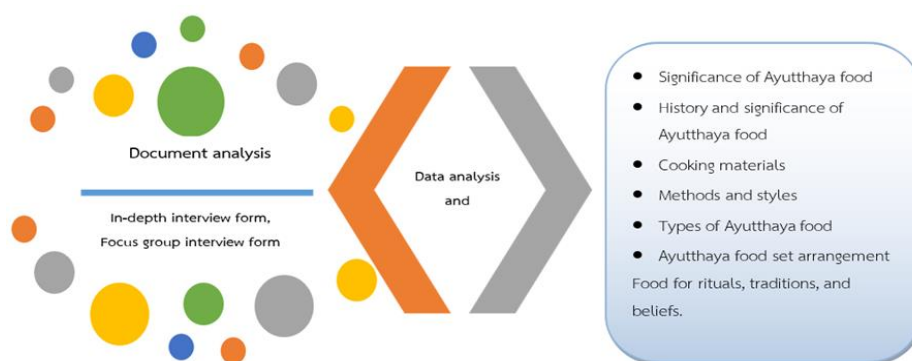 Document analysis
In-depth interview form,
Focus group interview form
Data analysis
and
● Significance of Ayutthaya food
● History and significance of
Ayutthaya food
● Cooking materials
● Methods and styles
● Types of Ayutthaya food
● Ayutthaya food set arrangement
Food for rituals, traditions, and
beliefs.